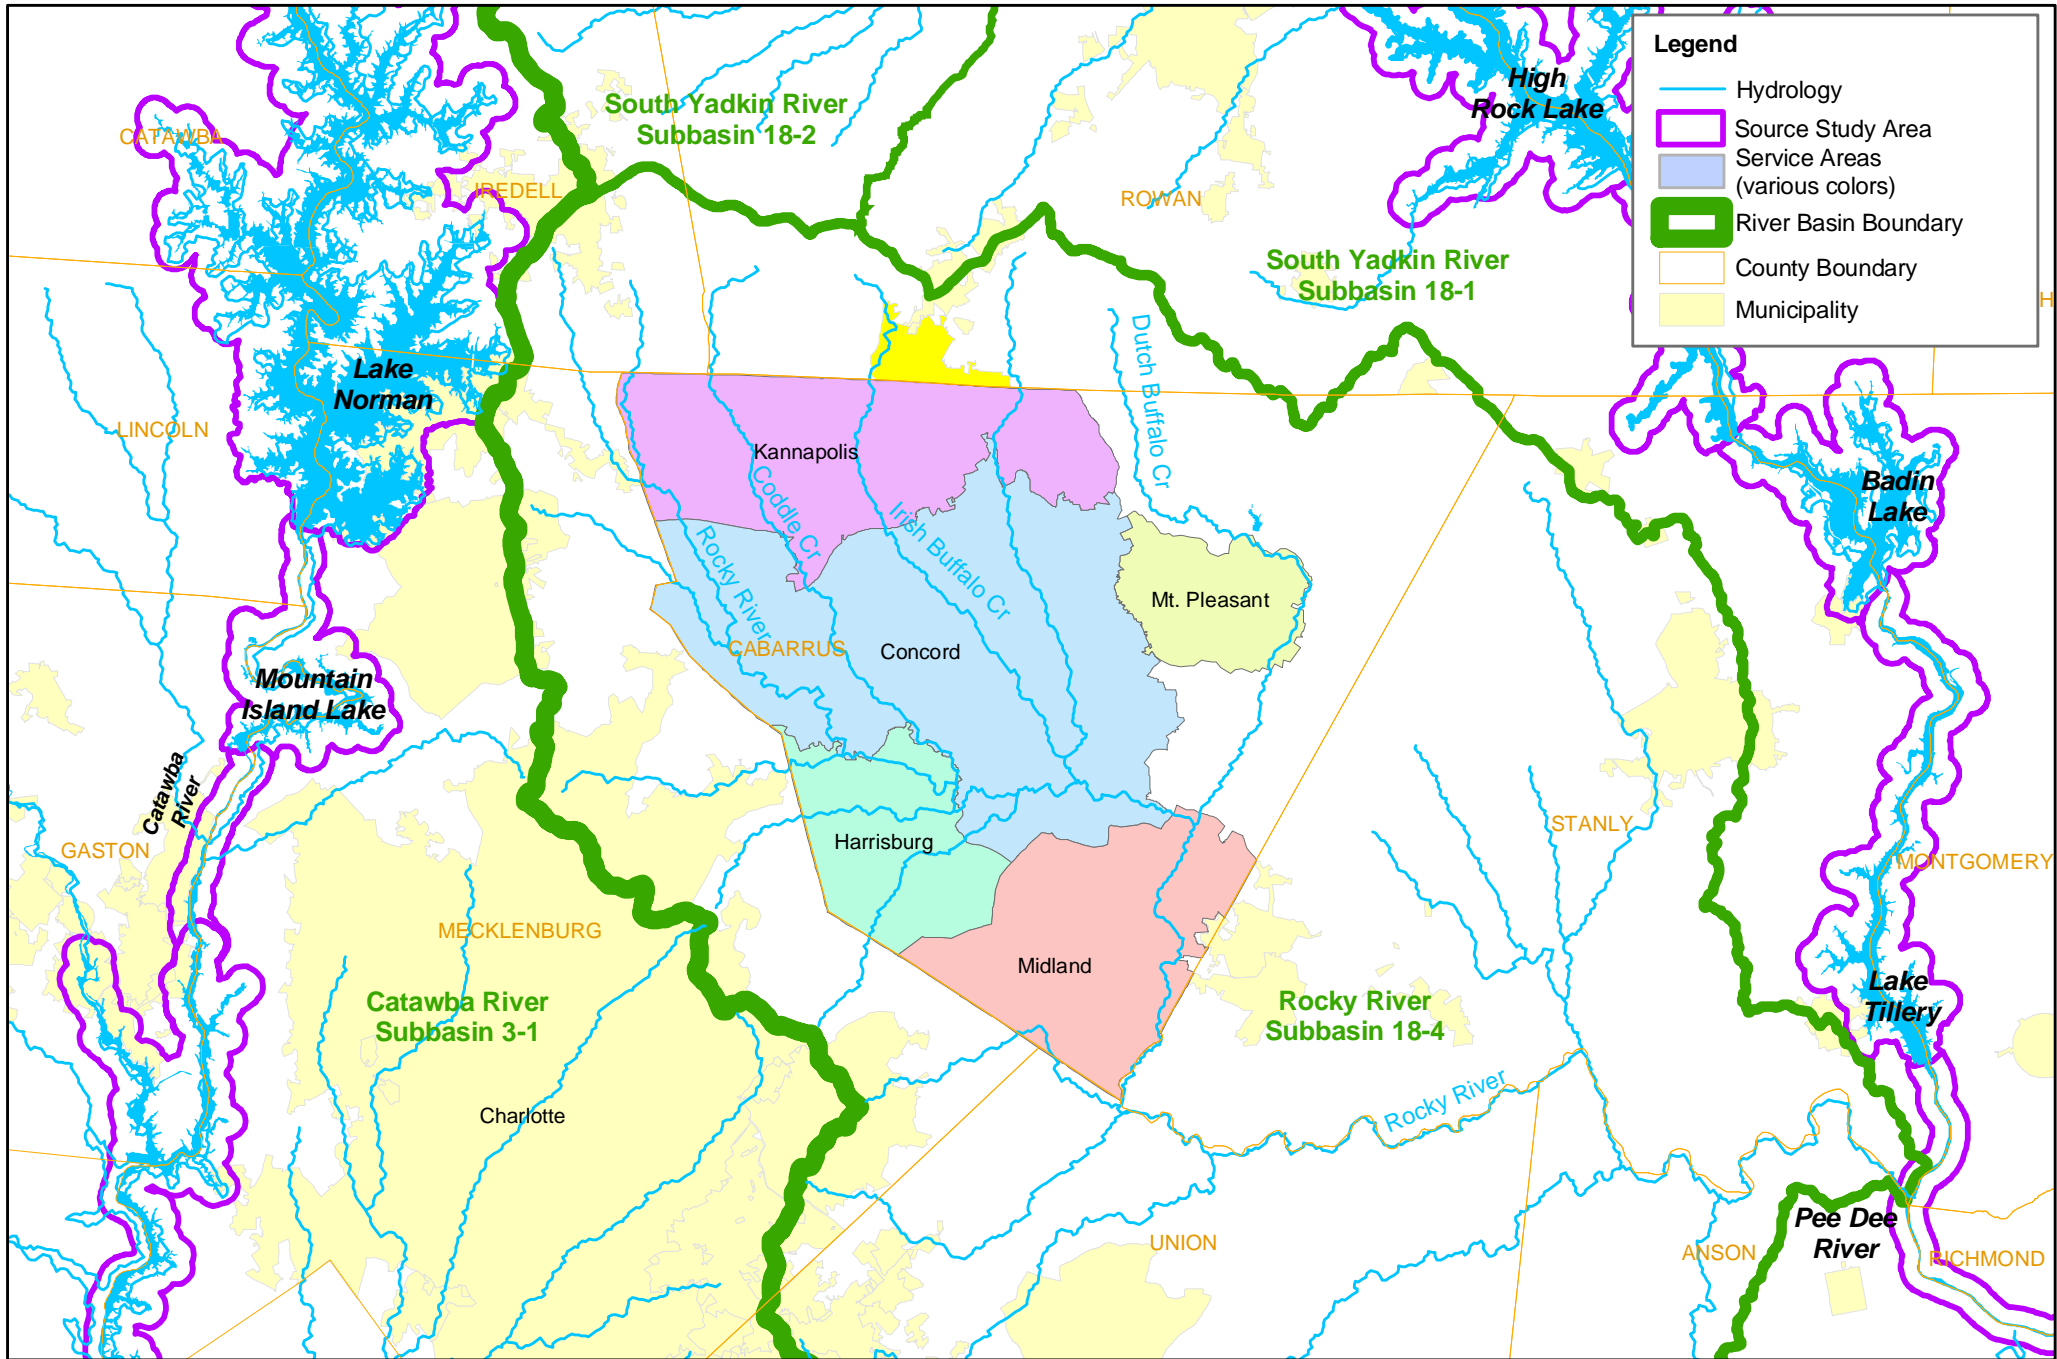 Legend
Hydrology
Source Study Area
Service Areas
(various colors)
River Basin Boundary
County Boundary
Municipality
High
Rock Lake
South Yadkin River
Subbasin 18-2
CATAWBA
IREDELL
ROWAN
South Yadkin River
Subbasin 18-1
H
Dutch Buffalo Cr
Lake
Norman
LINCOLN
Kannapolis
Coddle Cr
Irish Buffalo Cr
Rocky River
Badin
Lake
Mt. Pleasant
CABARRUS
Concord
Mountain
Island Lake
Catawba
River
GASTON
Harrisburg
STANLY
MONTGOMERY
MECKLENBURG
Midland
Catawba River
Subbasin 3-1
Rocky River
Subbasin 18-4
Lake
Tillery
Charlotte
Rocky River
Pee Dee
River
UNION
ANSON
RICHMOND